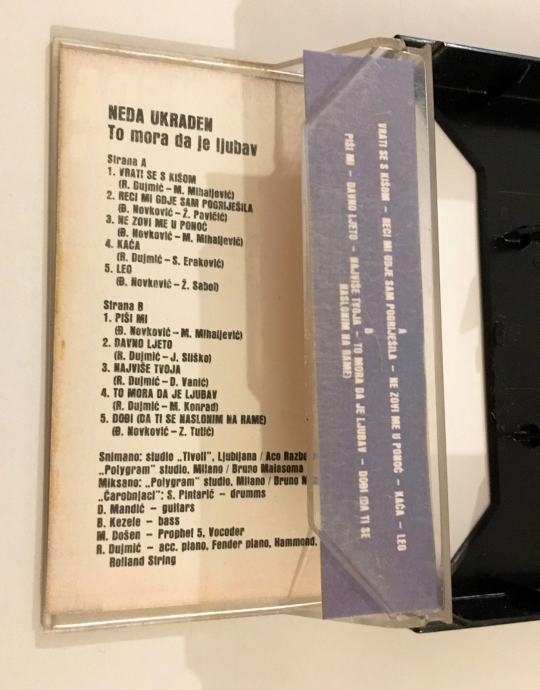 NEDA UKRADEN
To mora da je ljubav
Strana A
1. VRATI SE S KIŠOM
(R. Dujmić – M. Mihaljević)
2. RECI MI GDJE SAM POGRIJEŠILA
(Đ. Novković – Ž. Pavičić)
3. NE ZOVI ME U PONOĆ
(Đ. Novković – M. Mihaljević)
4. KAĆA
(R. Dujmić – S. Eraković)
5. LEO
(Đ. Novković – Ž. Sabol)
Strana B
1. PIŠI MI
(Đ. Novković – M. Mihaljević)
2. DAVNO LJETO
(R. Dujmić – J. Sliško)
3. NAJVIŠE TVOJA
(R. Dujmić – D. Vanić)
4. TO MORA DA JE LJUBAV
(R. Dujmić – M. Konrad)
5. DOĐI (DA TI SE NASLONIM NA RAME)
(Đ. Novković – Z. Tutić)
Snimano: studio „Tivoli", Ljubljana / Aco
„Polygram" studio, Milano / Bruno Malasoma
Miksano: „Polygram" studio, Milano / Bruno
„Čarobnjaci": S. Pintarić – drumms
D. Mandić – guitars
B. Kezele – bass
M. Došen – Prophet 5, Vocoder
R. Dujmić – acc. piano, Fender piano, Hammond,
Rolland String
A
VRATI SE S KIŠOM – RECI MI GDJE SAM POGRIJEŠILA – NE ZOVI ME U PONOĆ – KAĆA – LEO
B
PIŠI MI – DAVNO LJETO – NAJVIŠE TVOJA – TO MORA DA JE LJUBAV – DOĐI (DA TI SE
NASLONIM NA RAME)